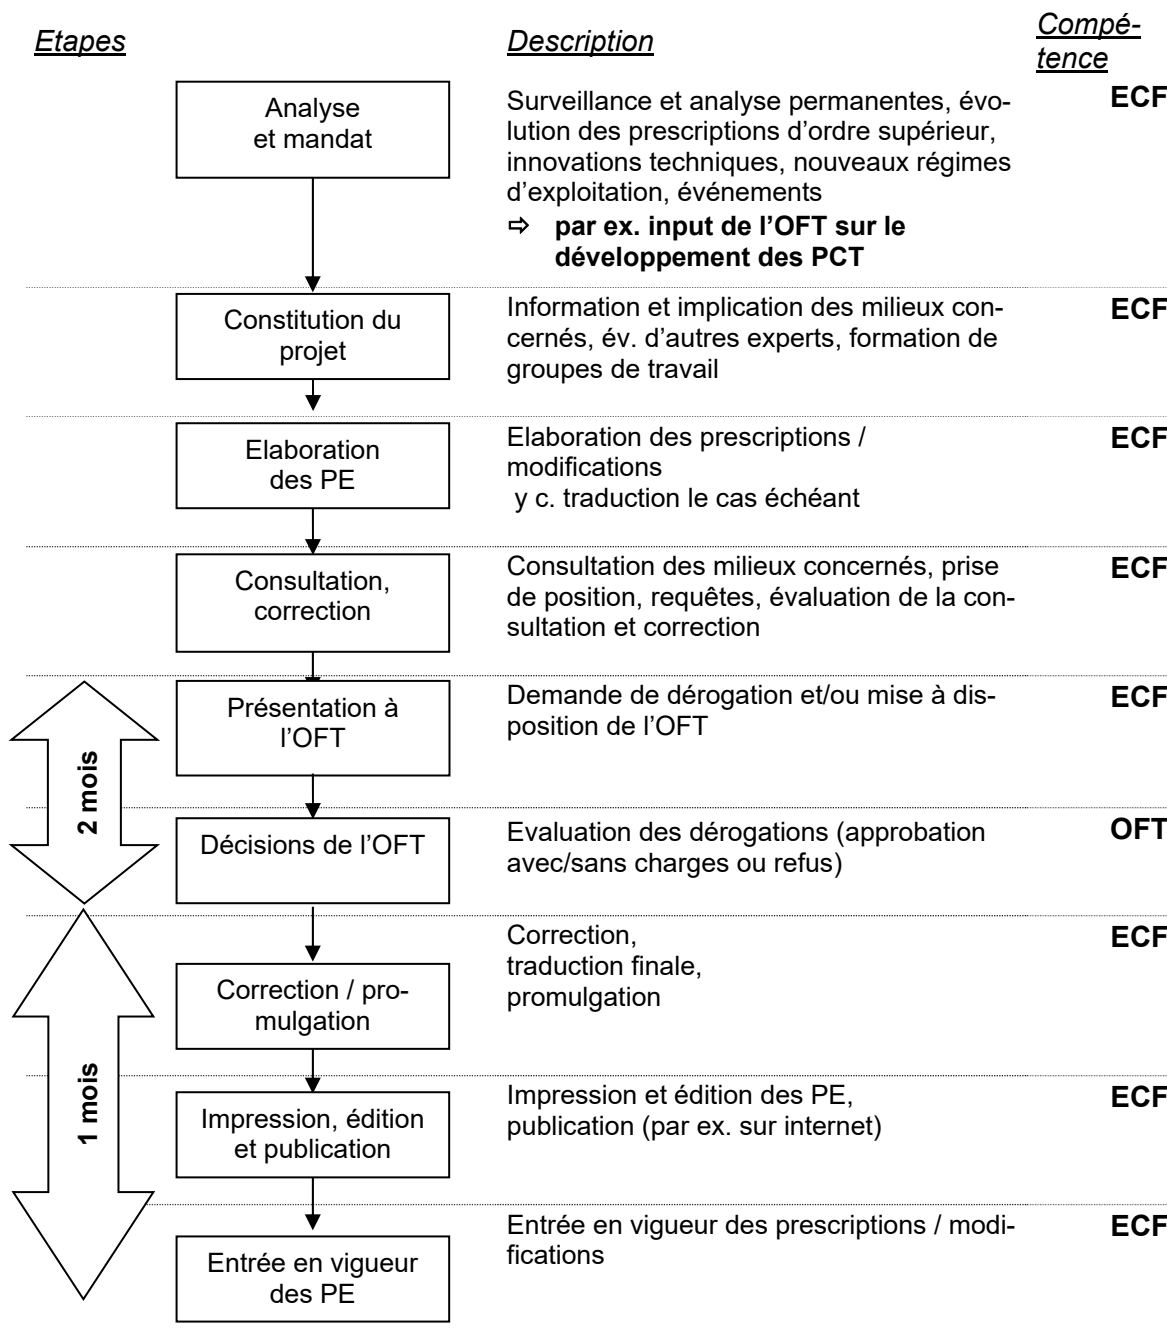 Etapes
Description
Compé-
tence
Analyse
et mandat
Surveillance et analyse permanentes, évo-
lution des prescriptions d’ordre supérieur,
innovations techniques, nouveaux régimes
d’exploitation, événements
⇨ par ex. input de l’OFT sur le
développement des PCT
ECF
Constitution du
projet
Information et implication des milieux con-
cernés, év. d’autres experts, formation de
groupes de travail
ECF
Elaboration
des PE
Elaboration des prescriptions /
modifications
y c. traduction le cas échéant
ECF
Consultation,
correction
Consultation des milieux concernés, prise
de position, requêtes, évaluation de la con-
sultation et correction
ECF
2 mois
Présentation à
l’OFT
Demande de dérogation et/ou mise à dis-
position de l’OFT
ECF
Décisions de l’OFT
Evaluation des dérogations (approbation
avec/sans charges ou refus)
OFT
1 mois
Correction / pro-
mulgation
Correction,
traduction finale,
promulgation
ECF
Impression, édition
et publication
Impression et édition des PE,
publication (par ex. sur internet)
ECF
Entrée en vigueur
des PE
Entrée en vigueur des prescriptions / modi-
fications
ECF